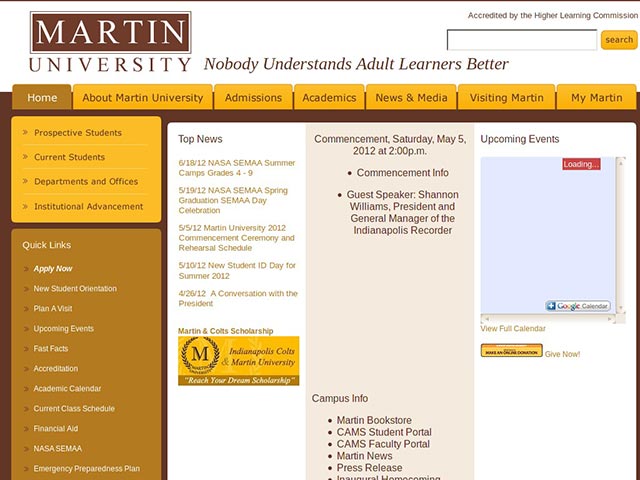 Accredited by the Higher Learning Commission
MARTIN
UNIVERSITY
Nobody Understands Adult Learners Better
search
Home
About Martin University
Admissions
Academics
News & Media
Visiting Martin
My Martin
Prospective Students
Current Students
Departments and Offices
Institutional Advancement
Quick Links
Apply Now
New Student Orientation
Plan A Visit
Upcoming Events
Fast Facts
Accreditation
Academic Calendar
Current Class Schedule
Financial Aid
NASA SEMAA
Emergency Preparedness Plan
Top News
6/18/12 NASA SEMAA Summer
Camps Grades 4 - 9
5/19/12 NASA SEMAA Spring
Graduation SEMAA Day
Celebration
5/5/12 Martin University 2012
Commencement Ceremony and
Rehearsal Schedule
5/10/12 New Student ID Day for
Summer 2012
4/26/12 A Conversation with the
President
Martin & Colts Scholarship
M
Indianapolis Colts
& Martin University
"Reach Your Dream Scholarship"
Commencement, Saturday, May 5,
2012 at 2:00p.m.
Commencement Info
Guest Speaker: Shannon
Williams, President and
General Manager of the
Indianapolis Recorder
Campus Info
Martin Bookstore
CAMS Student Portal
CAMS Faculty Portal
Martin News
Press Release
Inaugural Homecoming
Upcoming Events
Loading...
Google Calendar
View Full Calendar
MAKE AN ONLINE DONATION
Give Now!